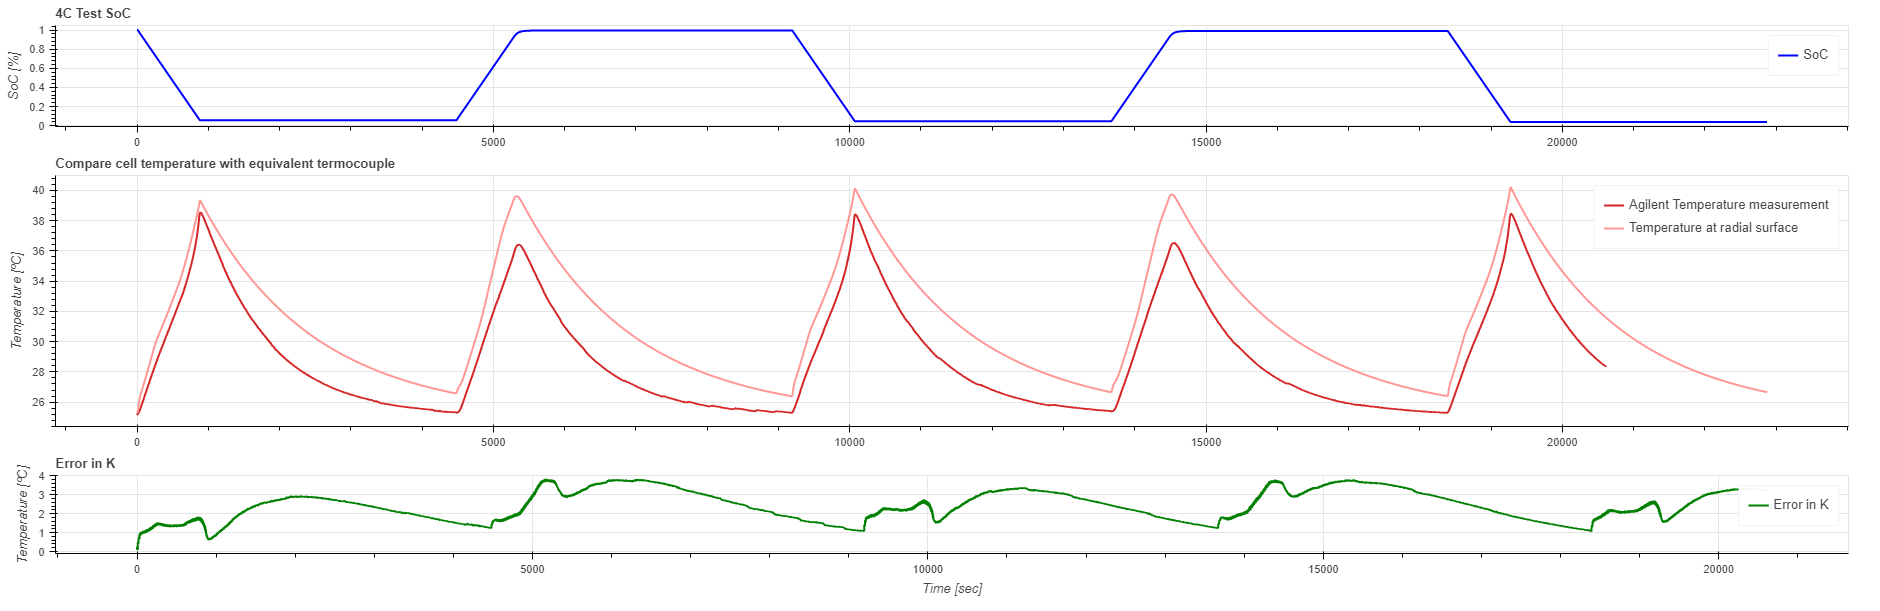 4C Test SoC
SoC [%]
1
0.8
0.6
0.4
0.2
0
SoC
0 5000 10000 15000 20000
Compare cell temperature with equivalent termocouple
Temperature [ºC]
40
38
36
34
32
30
28
26
Agilent Temperature measurement
Temperature at radial surface
0 5000 10000 15000 20000
Error in K
Temperature [ºC]
4
3
2
1
0
Error in K
0 5000 10000 15000 20000
Time [sec]